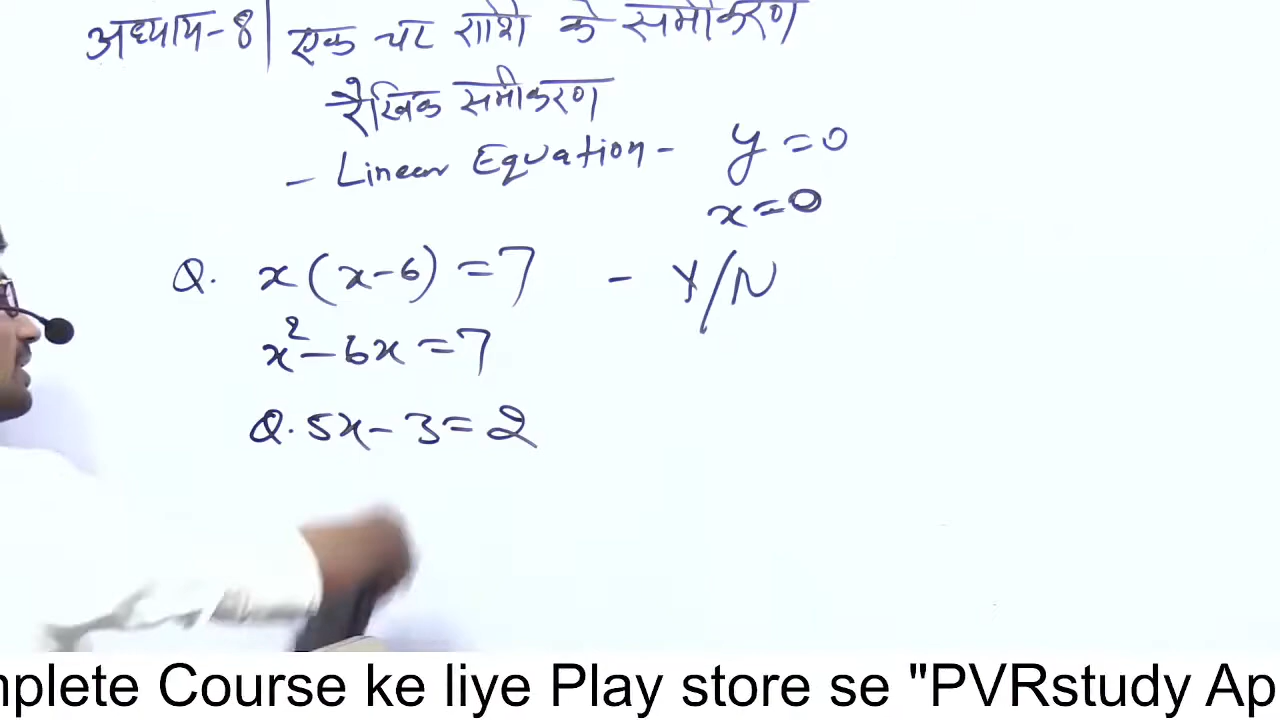 अध्याय-8 | एक चर राशि के समीकरण
रैखिक समीकरण
- Linear Equation - y = 0
x = 0
Q. x(x-6) = 7 - Y/N
x² - 6x = 7
Q. 5x - 3 = 2
mplete Course ke liye Play store se "PVRstudy Ap